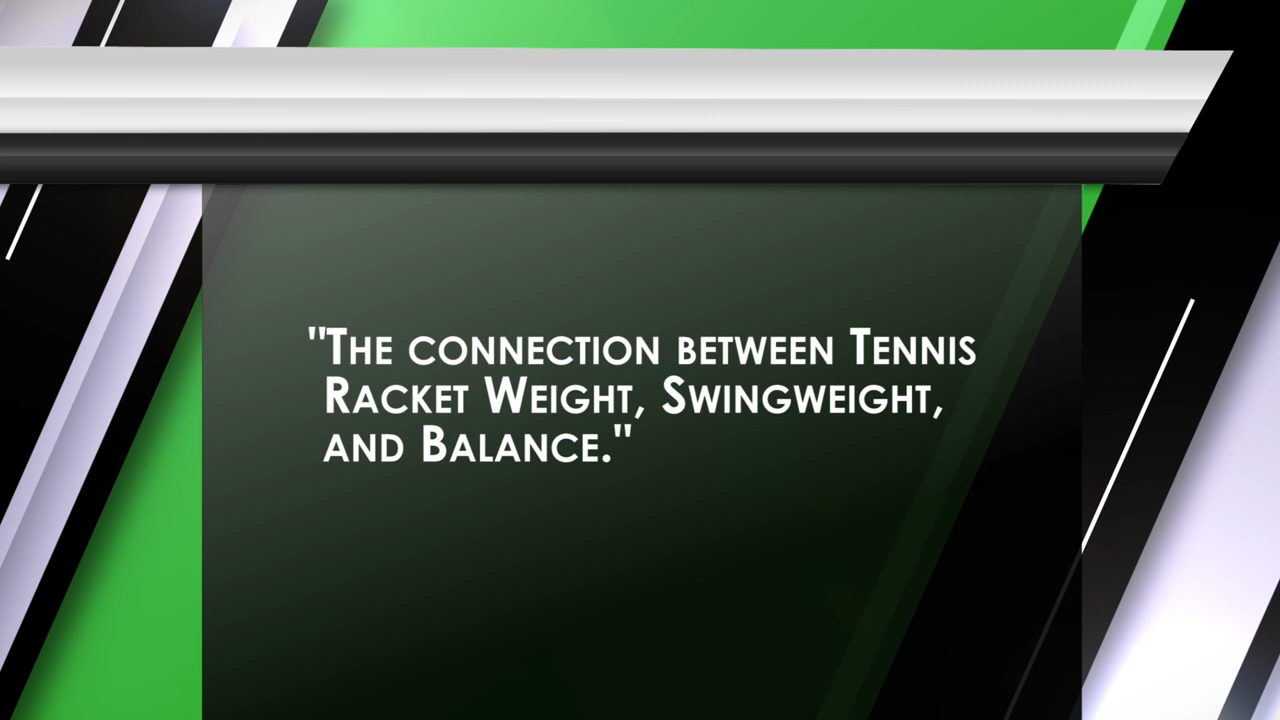 "The connection between Tennis
Racket Weight, Swingweight,
and Balance."